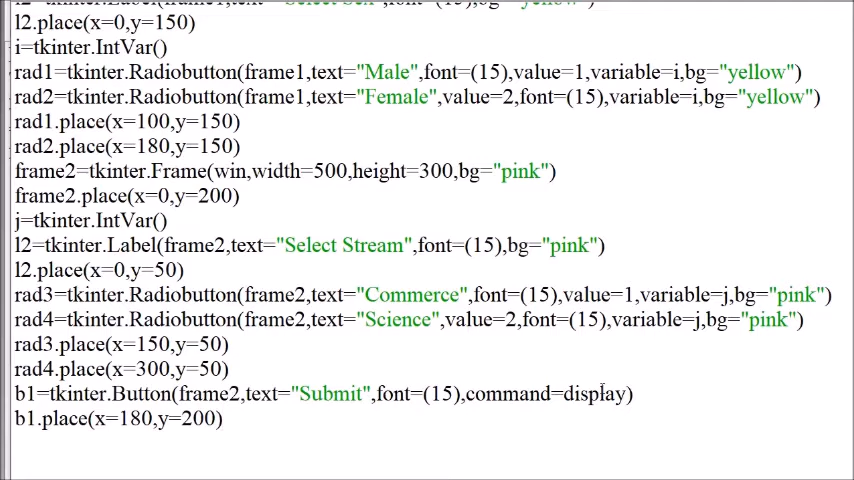 l2.place(x=0,y=150)
i=tkinter.IntVar()
rad1=tkinter.Radiobutton(frame1,text="Male",font=(15),value=1,variable=i,bg="yellow")
rad2=tkinter.Radiobutton(frame1,text="Female",value=2,font=(15),variable=i,bg="yellow")
rad1.place(x=100,y=150)
rad2.place(x=180,y=150)
frame2=tkinter.Frame(win,width=500,height=300,bg="pink")
frame2.place(x=0,y=200)
j=tkinter.IntVar()
l2=tkinter.Label(frame2,text="Select Stream",font=(15),bg="pink")
l2.place(x=0,y=50)
rad3=tkinter.Radiobutton(frame2,text="Commerce",font=(15),value=1,variable=j,bg="pink")
rad4=tkinter.Radiobutton(frame2,text="Science",value=2,font=(15),variable=j,bg="pink")
rad3.place(x=150,y=50)
rad4.place(x=300,y=50)
b1=tkinter.Button(frame2,text="Submit",font=(15),command=display)
b1.place(x=180,y=200)